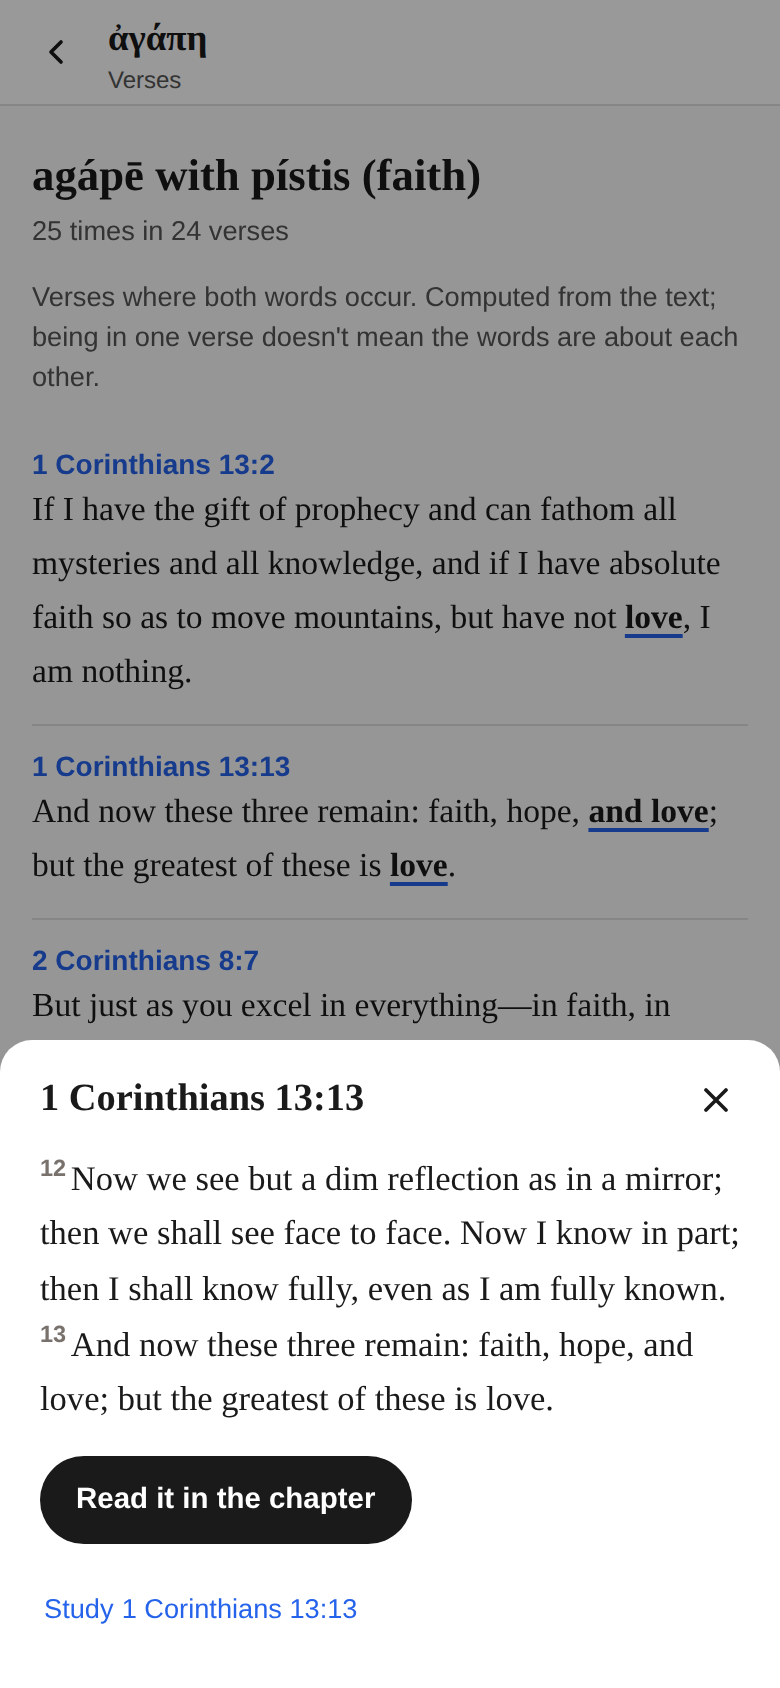 ἀγάπη
Verses
agápē with pístis (faith)
25 times in 24 verses
Verses where both words occur. Computed from the text;
being in one verse doesn't mean the words are about each
other.
1 Corinthians 13:2
If I have the gift of prophecy and can fathom all
mysteries and all knowledge, and if I have absolute
faith so as to move mountains, but have not love, I
am nothing.
1 Corinthians 13:13
And now these three remain: faith, hope, and love;
but the greatest of these is love.
2 Corinthians 8:7
But just as you excel in everything—in faith, in
1 Corinthians 13:13
12 Now we see but a dim reflection as in a mirror;
then we shall see face to face. Now I know in part;
then I shall know fully, even as I am fully known.
13 And now these three remain: faith, hope, and
love; but the greatest of these is love.
Read it in the chapter
Study 1 Corinthians 13:13